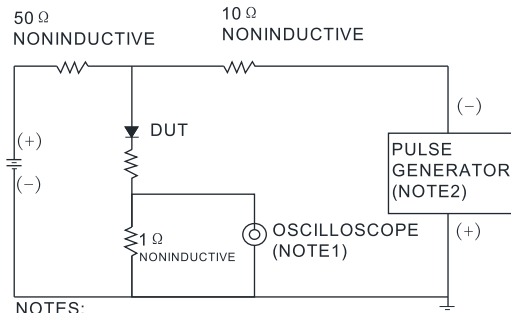 50 Ω
NONINDUCTIVE
10 Ω
NONINDUCTIVE
(−)
DUT
(+)
(−)
PULSE
GENERATOR
(NOTE2)
(+)
1 Ω
NONINDUCTIVE
OSCILLOSCOPE
(NOTE1)
NOTES: